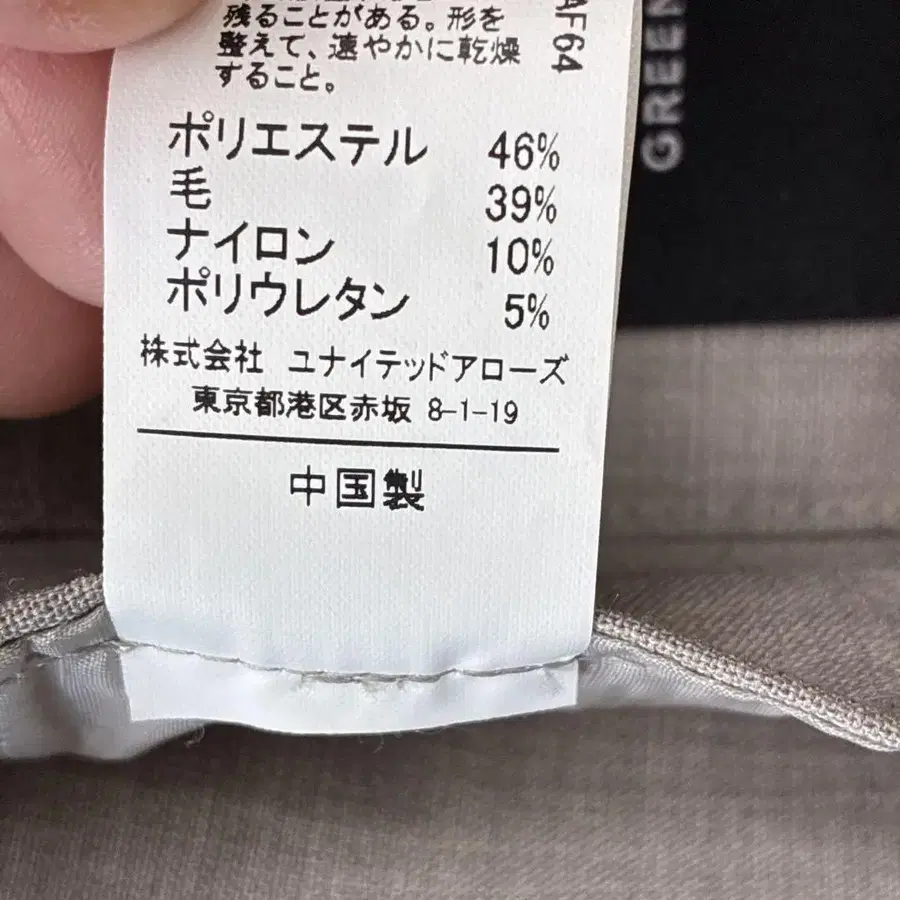 残ることがある。形を
整えて、速やかに乾燥
すること。
ポリエステル 46%
毛 39%
ナイロン 10%
ポリウレタン 5%
株式会社 ユナイテッドアローズ
東京都港区赤坂 8-1-19
中国製
AF64
GREEN